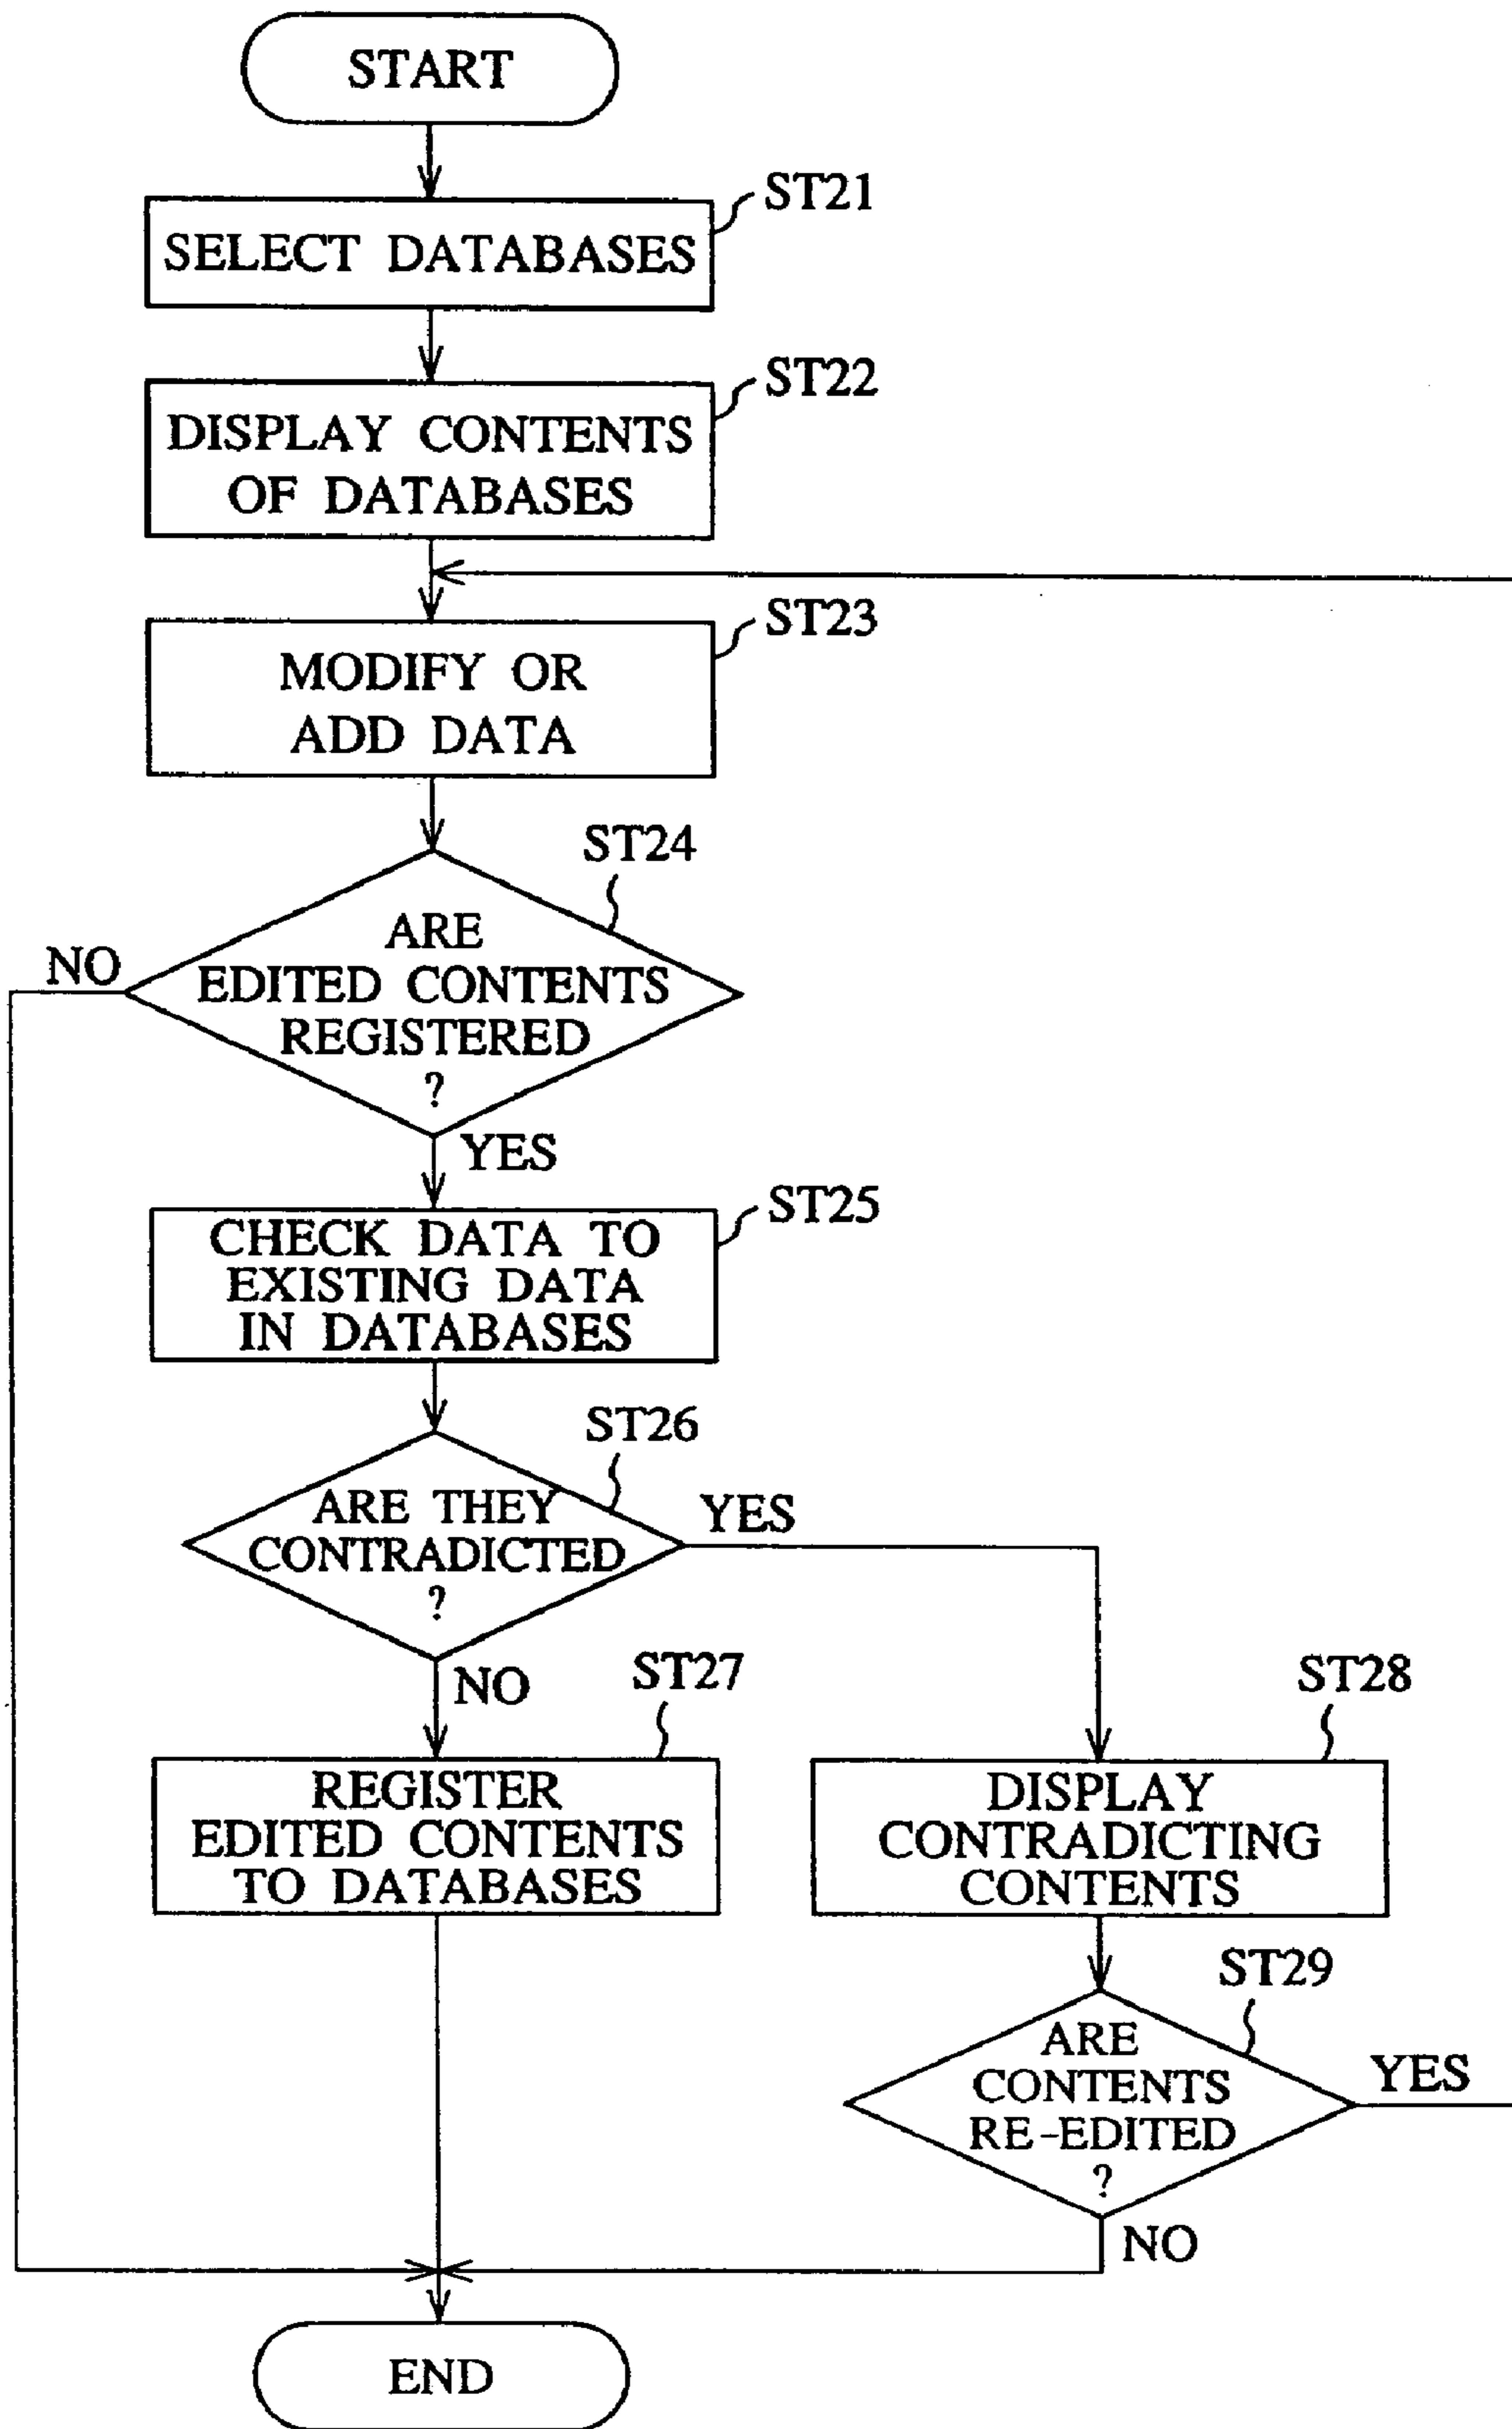 START
ST21
SELECT DATABASES
ST22
DISPLAY CONTENTS
OF DATABASES
ST23
MODIFY OR
ADD DATA
ST24
ARE
EDITED CONTENTS
REGISTERED
?
NO
YES
ST25
CHECK DATA TO
EXISTING DATA
IN DATABASES
ST26
ARE THEY
CONTRADICTED
?
YES
NO
ST27
REGISTER
EDITED CONTENTS
TO DATABASES
ST28
DISPLAY
CONTRADICTING
CONTENTS
ST29
ARE
CONTENTS
RE-EDITED
?
YES
NO
END